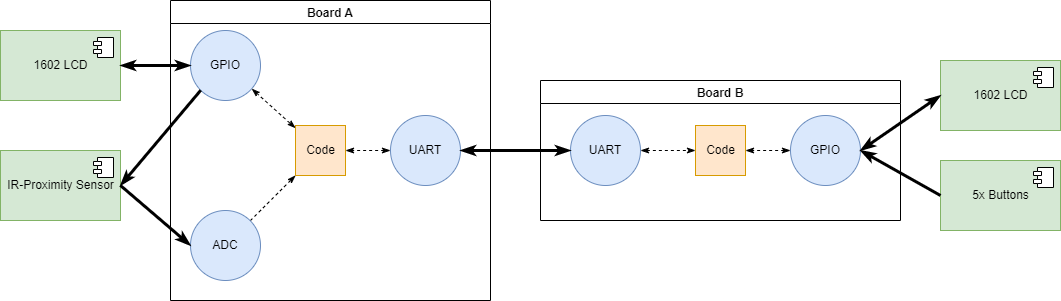 Board A
1602 LCD
GPIO
IR-Proximity Sensor
Code
UART
ADC
Board B
UART
Code
GPIO
1602 LCD
5x Buttons